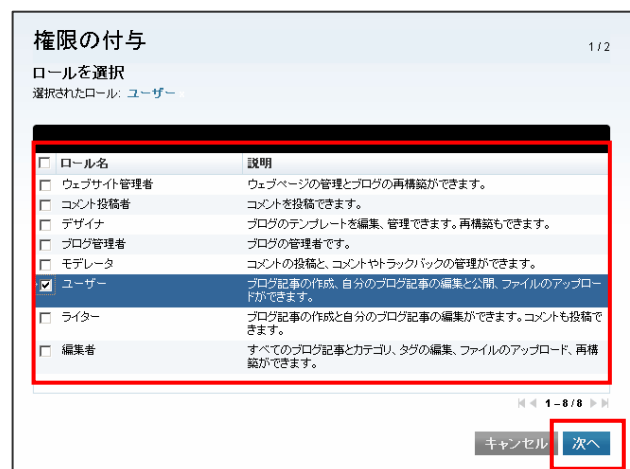 権限の付与
1 / 2
ロールを選択
選択されたロール: ユーザー
ロール名 説明
ウェブサイト管理者 ウェブページの管理とブログの再構築ができます。
コメント投稿者 コメントを投稿できます。
デザイナ ブログのテンプレートを編集、管理できます。再構築もできます。
ブログ管理者 ブログの管理者です。
モデレータ コメントの投稿と、コメントやトラックバックの管理ができます。
ユーザー ブログ記事の作成、自分のブログ記事の編集と公開、ファイルのアップロー
ドができます。
ライター ブログ記事の作成と自分のブログ記事の編集ができます。コメントも投稿で
きます。
編集者 すべてのブログ記事とカテゴリ、タグの編集、ファイルのアップロード、再構
築ができます。
1 – 8 / 8
キャンセル 次へ